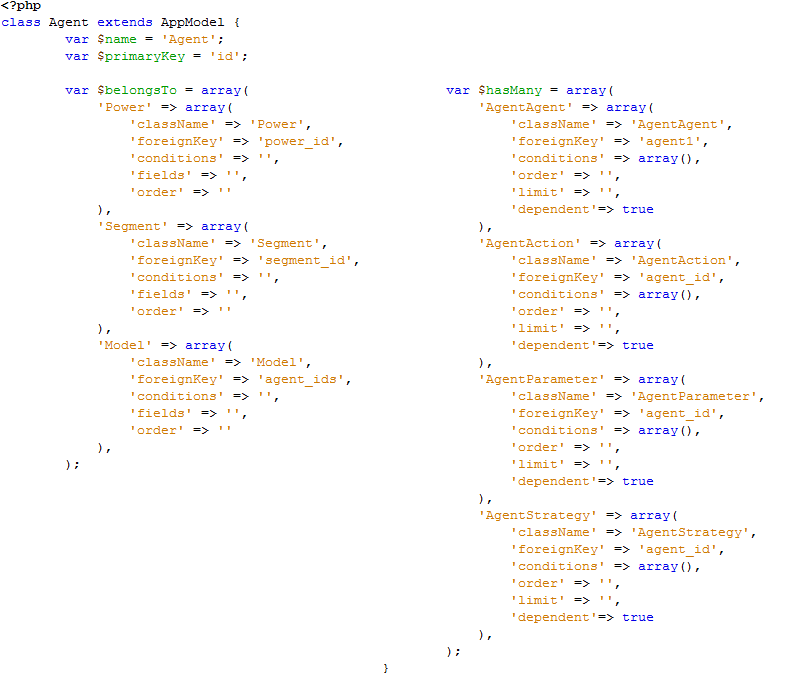 <?php
class Agent extends AppModel {
var $name = 'Agent';
var $primaryKey = 'id';
var $belongsTo = array(
'Power' => array(
'className' => 'Power',
'foreignKey' => 'power_id',
'conditions' => '',
'fields' => '',
'order' => ''
),
'Segment' => array(
'className' => 'Segment',
'foreignKey' => 'segment_id',
'conditions' => '',
'fields' => '',
'order' => ''
),
'Model' => array(
'className' => 'Model',
'foreignKey' => 'agent_ids',
'conditions' => '',
'fields' => '',
'order' => ''
),
);
var $hasMany = array(
'AgentAgent' => array(
'className' => 'AgentAgent',
'foreignKey' => 'agent1',
'conditions' => array(),
'order' => '',
'limit' => '',
'dependent'=> true
),
'AgentAction' => array(
'className' => 'AgentAction',
'foreignKey' => 'agent_id',
'conditions' => array(),
'order' => '',
'limit' => '',
'dependent'=> true
),
'AgentParameter' => array(
'className' => 'AgentParameter',
'foreignKey' => 'agent_id',
'conditions' => array(),
'order' => '',
'limit' => '',
'dependent'=> true
),
'AgentStrategy' => array(
'className' => 'AgentStrategy',
'foreignKey' => 'agent_id',
'conditions' => array(),
'order' => '',
'limit' => '',
'dependent'=> true
),
);
}